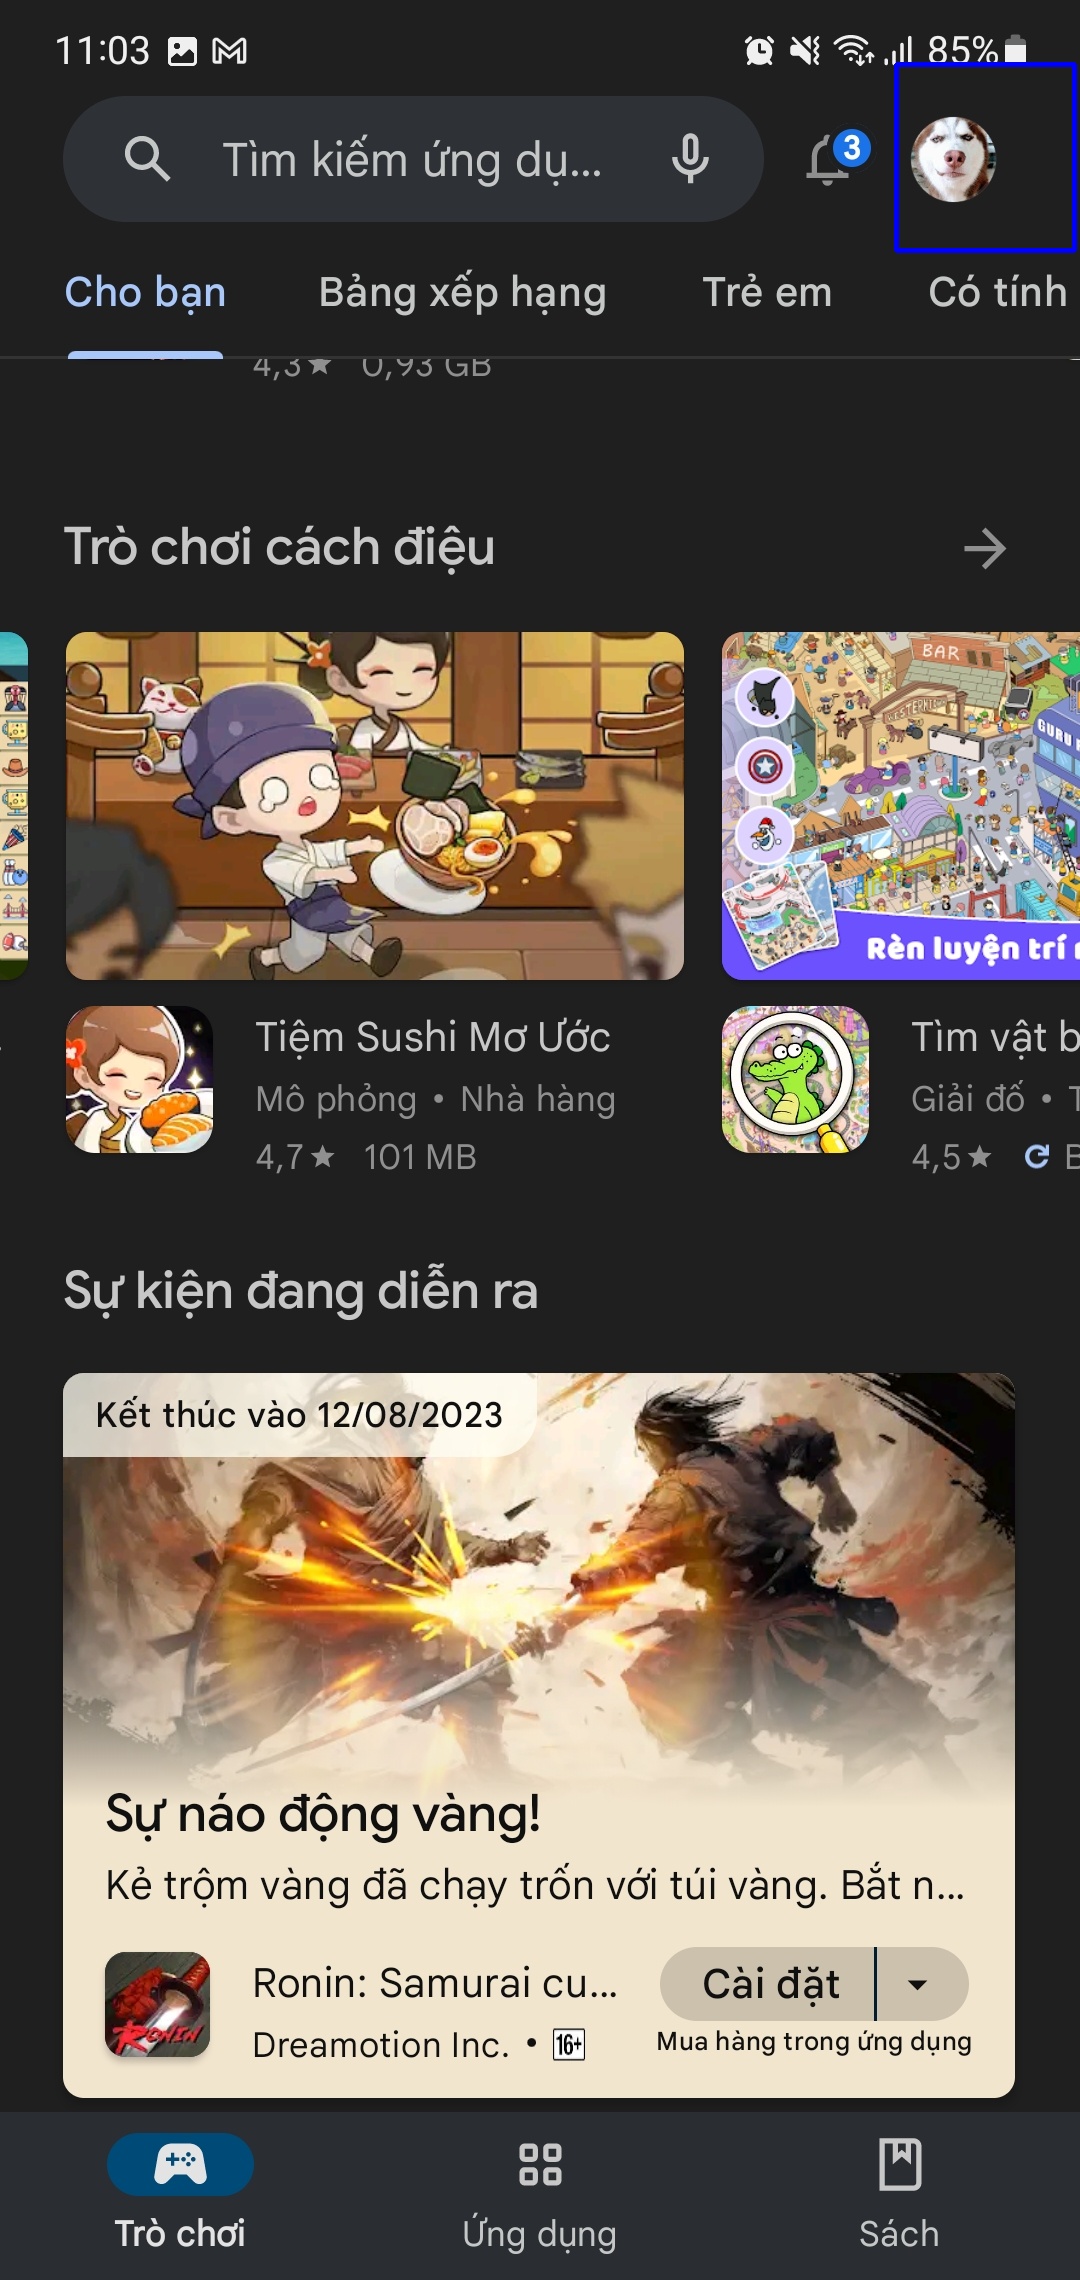 11:03
85%
Tìm kiếm ứng dụ...
3
Cho bạn
Bảng xếp hạng
Trẻ em
Có tính
4,3★ 0,93 GB
Trò chơi cách điệu
BAR
WESTERN
GURU
Rèn luyện trí
Tiệm Sushi Mơ Ước
Mô phỏng • Nhà hàng
4,7★ 101 MB
Tìm vật b
Giải đố • T
4,5★
Sự kiện đang diễn ra
Kết thúc vào 12/08/2023
Sự náo động vàng!
Kẻ trộm vàng đã chạy trốn với túi vàng. Bắt n...
RONIN
Ronin: Samurai cu...
Dreamotion Inc. • 16+
Cài đặt
Mua hàng trong ứng dụng
Trò chơi
Ứng dụng
Sách